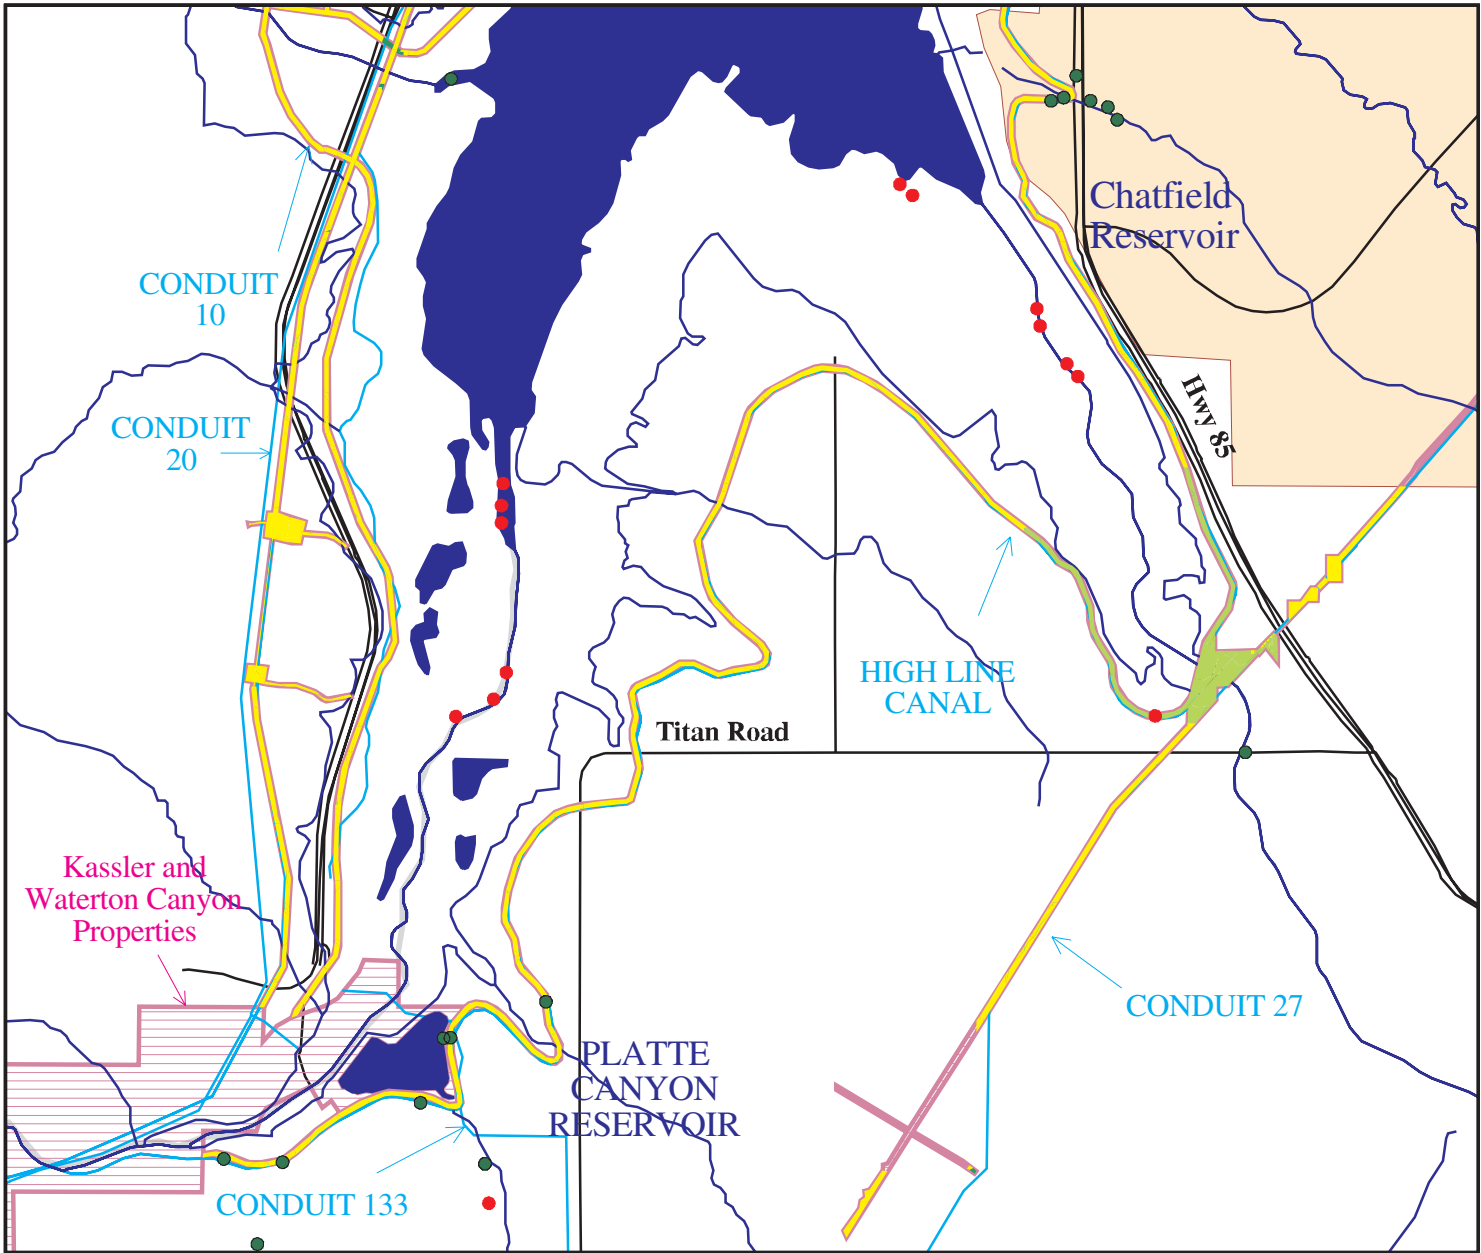 Chatfield
Reservoir
CONDUIT
10
Hwy 85
CONDUIT
20
HIGH LINE
CANAL
Titan Road
Kassler and
Waterton Canyon
Properties
CONDUIT 27
PLATTE
CANYON
RESERVOIR
CONDUIT 133